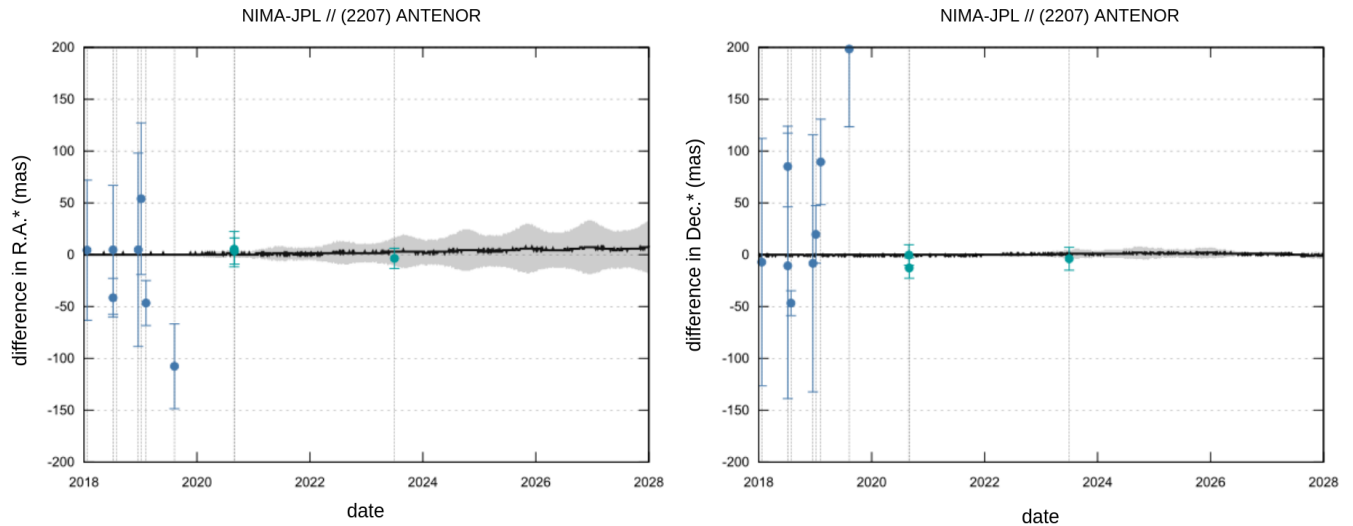 NIMA-JPL // (2207) ANTENOR
200
150
100
50
0
-50
-100
-150
-200
2018 2020 2022 2024 2026 2028
difference in R.A.* (mas)
date
NIMA-JPL // (2207) ANTENOR
200
150
100
50
0
-50
-100
-150
-200
2018 2020 2022 2024 2026 2028
difference in Dec.* (mas)
date